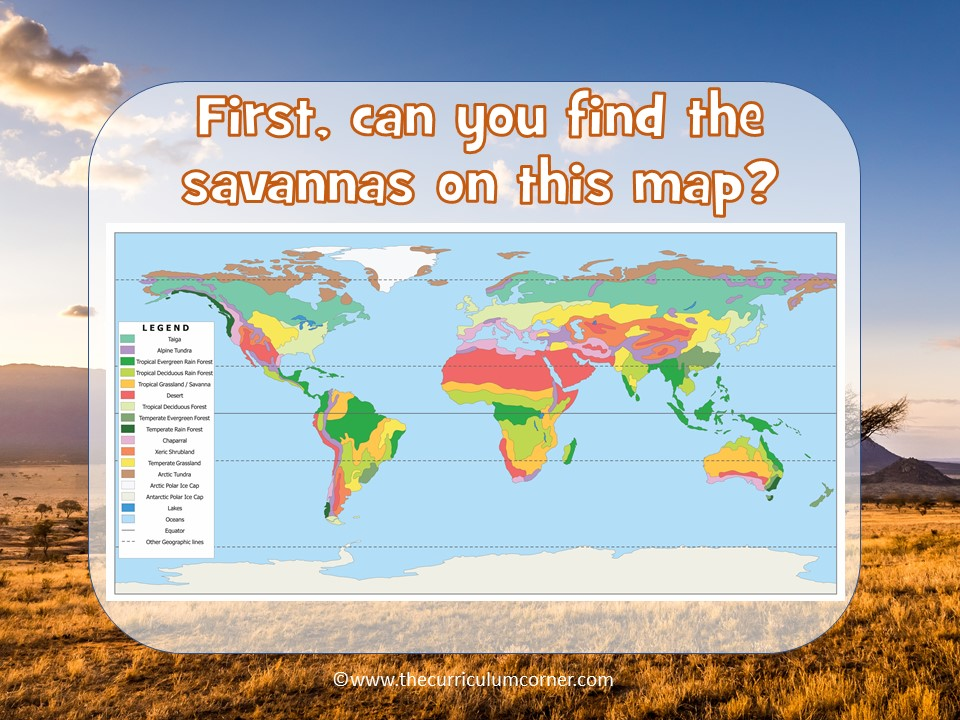 First, can you find the
savannas on this map?
LEGEND
Taiga
Alpine Tundra
Tropical Evergreen Rain Forest
Tropical Deciduous Rain Forest
Tropical Grassland / Savanna
Desert
Tropical Deciduous Forest
Temperate Evergreen Forest
Temperate Rain Forest
Chaparral
Xeric Shrubland
Temperate Grassland
Arctic Tundra
Arctic Polar Ice Cap
Antarctic Polar Ice Cap
Lakes
Oceans
Equator
Other Geographic lines
©www.thecurriculumcorner.com